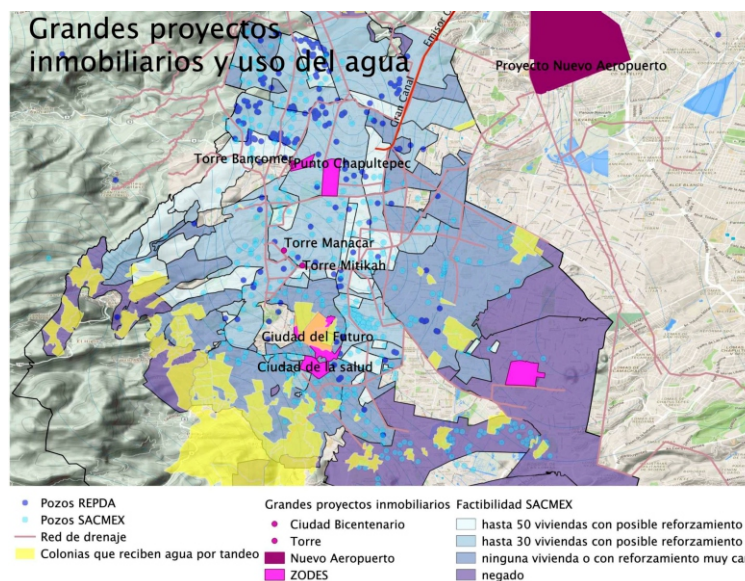 Grandes proyectos
inmobiliarios y uso del agua
Emisor C
Gran Canal
Proyecto Nuevo Aeropuerto
Torre Bancomer
Punto Chapultepec
Torre Manacar
Torre Mitikah
Ciudad del Futuro
Ciudad de la salud
Pozos REPDA
Pozos SACMEX
Red de drenaje
Colonias que reciben agua por tandeo
Grandes proyectos inmobiliarios
Ciudad Bicentenario
Torre
Nuevo Aeropuerto
ZODES
Factibilidad SACMEX
hasta 50 viviendas con posible reforzamiento
hasta 30 viviendas con posible reforzamiento
ninguna vivienda o con reforzamiento muy ca
negado